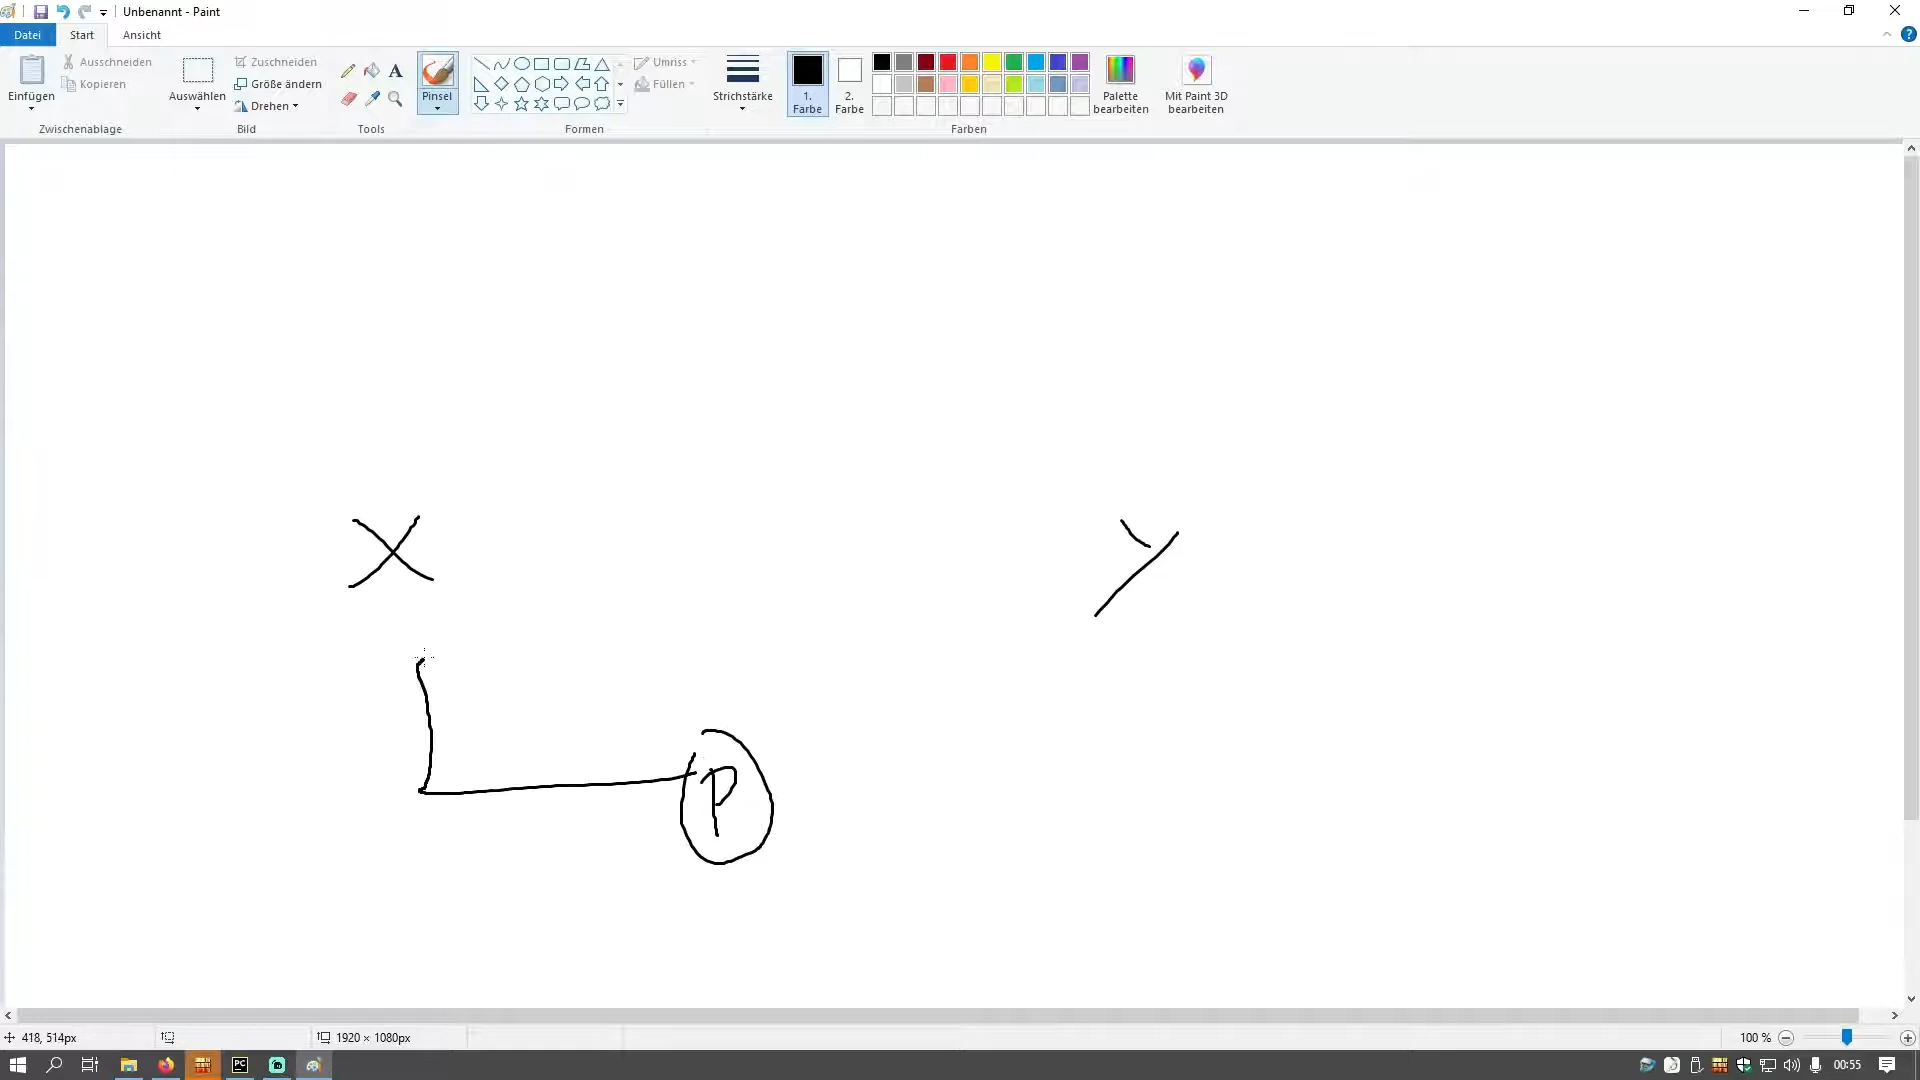 Unbenannt - Paint
Datei Start Ansicht
Einfügen
Ausschneiden
Kopieren
Zwischenablage
Auswählen
Zuschneiden
Größe ändern
Drehen
Bild
A
Tools
Pinsel
Formen
Umriss
Füllen
Strichstärke
1.
Farbe
2.
Farbe
Farben
Palette
bearbeiten
Mit Paint 3D
bearbeiten
X y
P
418, 514px
1920 × 1080px
100 %
PC
00:55